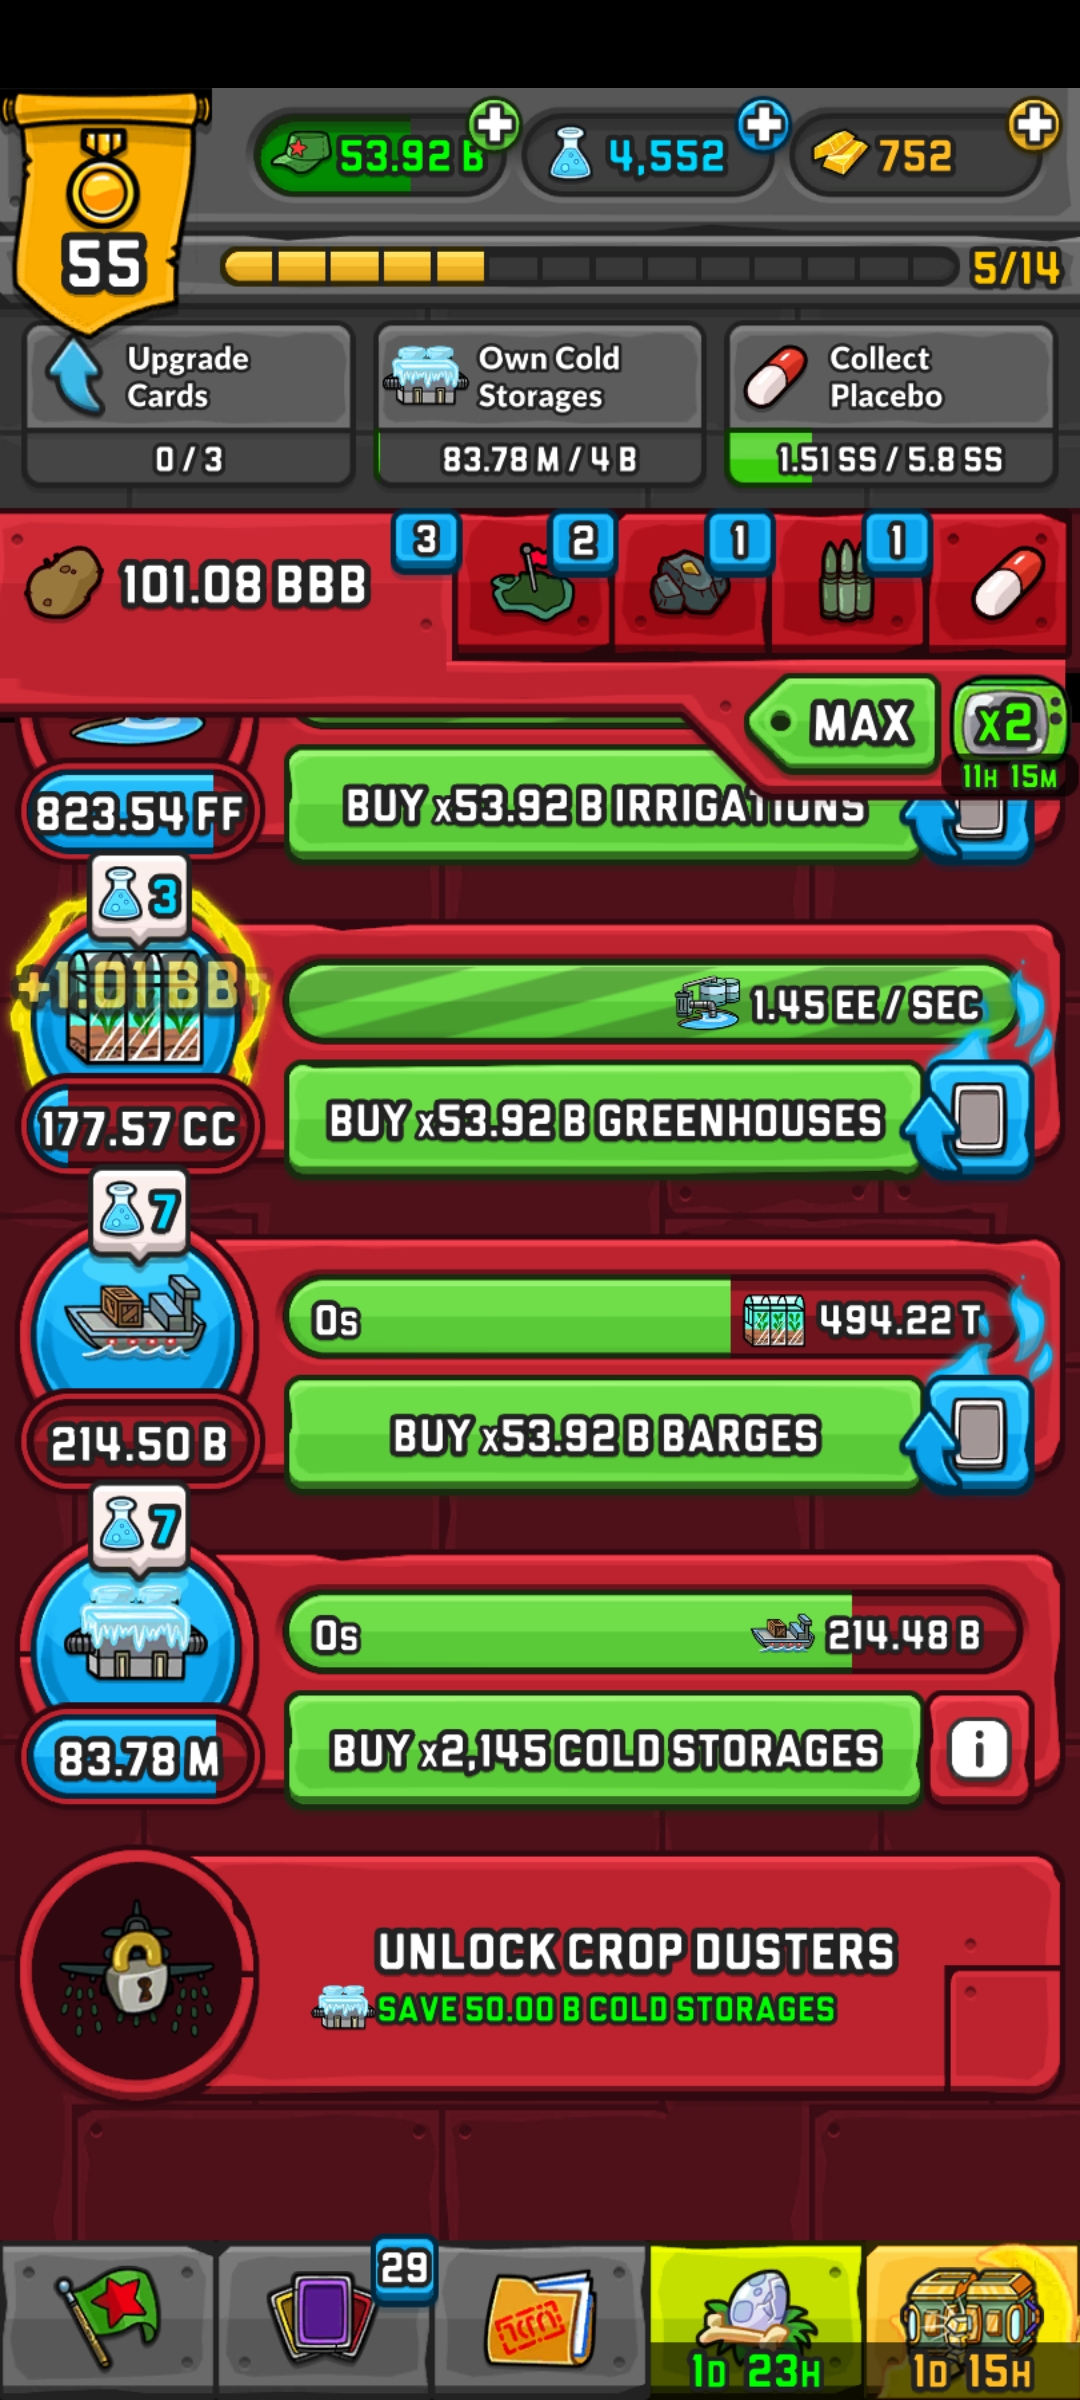 53.92 B
4,552
752
55
5/14
Upgrade
Cards
0 / 3
Own Cold
Storages
83.78 M / 4 B
Collect
Placebo
1.51 SS / 5.8 SS
101.08 BBB
3
2
1
1
MAX
X2
11H 15M
823.54 FF
BUY x53.92 B IRRIGATIONS
3
+1.01 BB
1.45 EE / SEC
177.57 CC
BUY x53.92 B GREENHOUSES
7
0s
494.22 T
214.50 B
BUY x53.92 B BARGES
7
0s
214.48 B
83.78 M
BUY x2,145 COLD STORAGES
i
UNLOCK CROP DUSTERS
SAVE 50.00 B COLD STORAGES
29
1D 23H
1D 15H